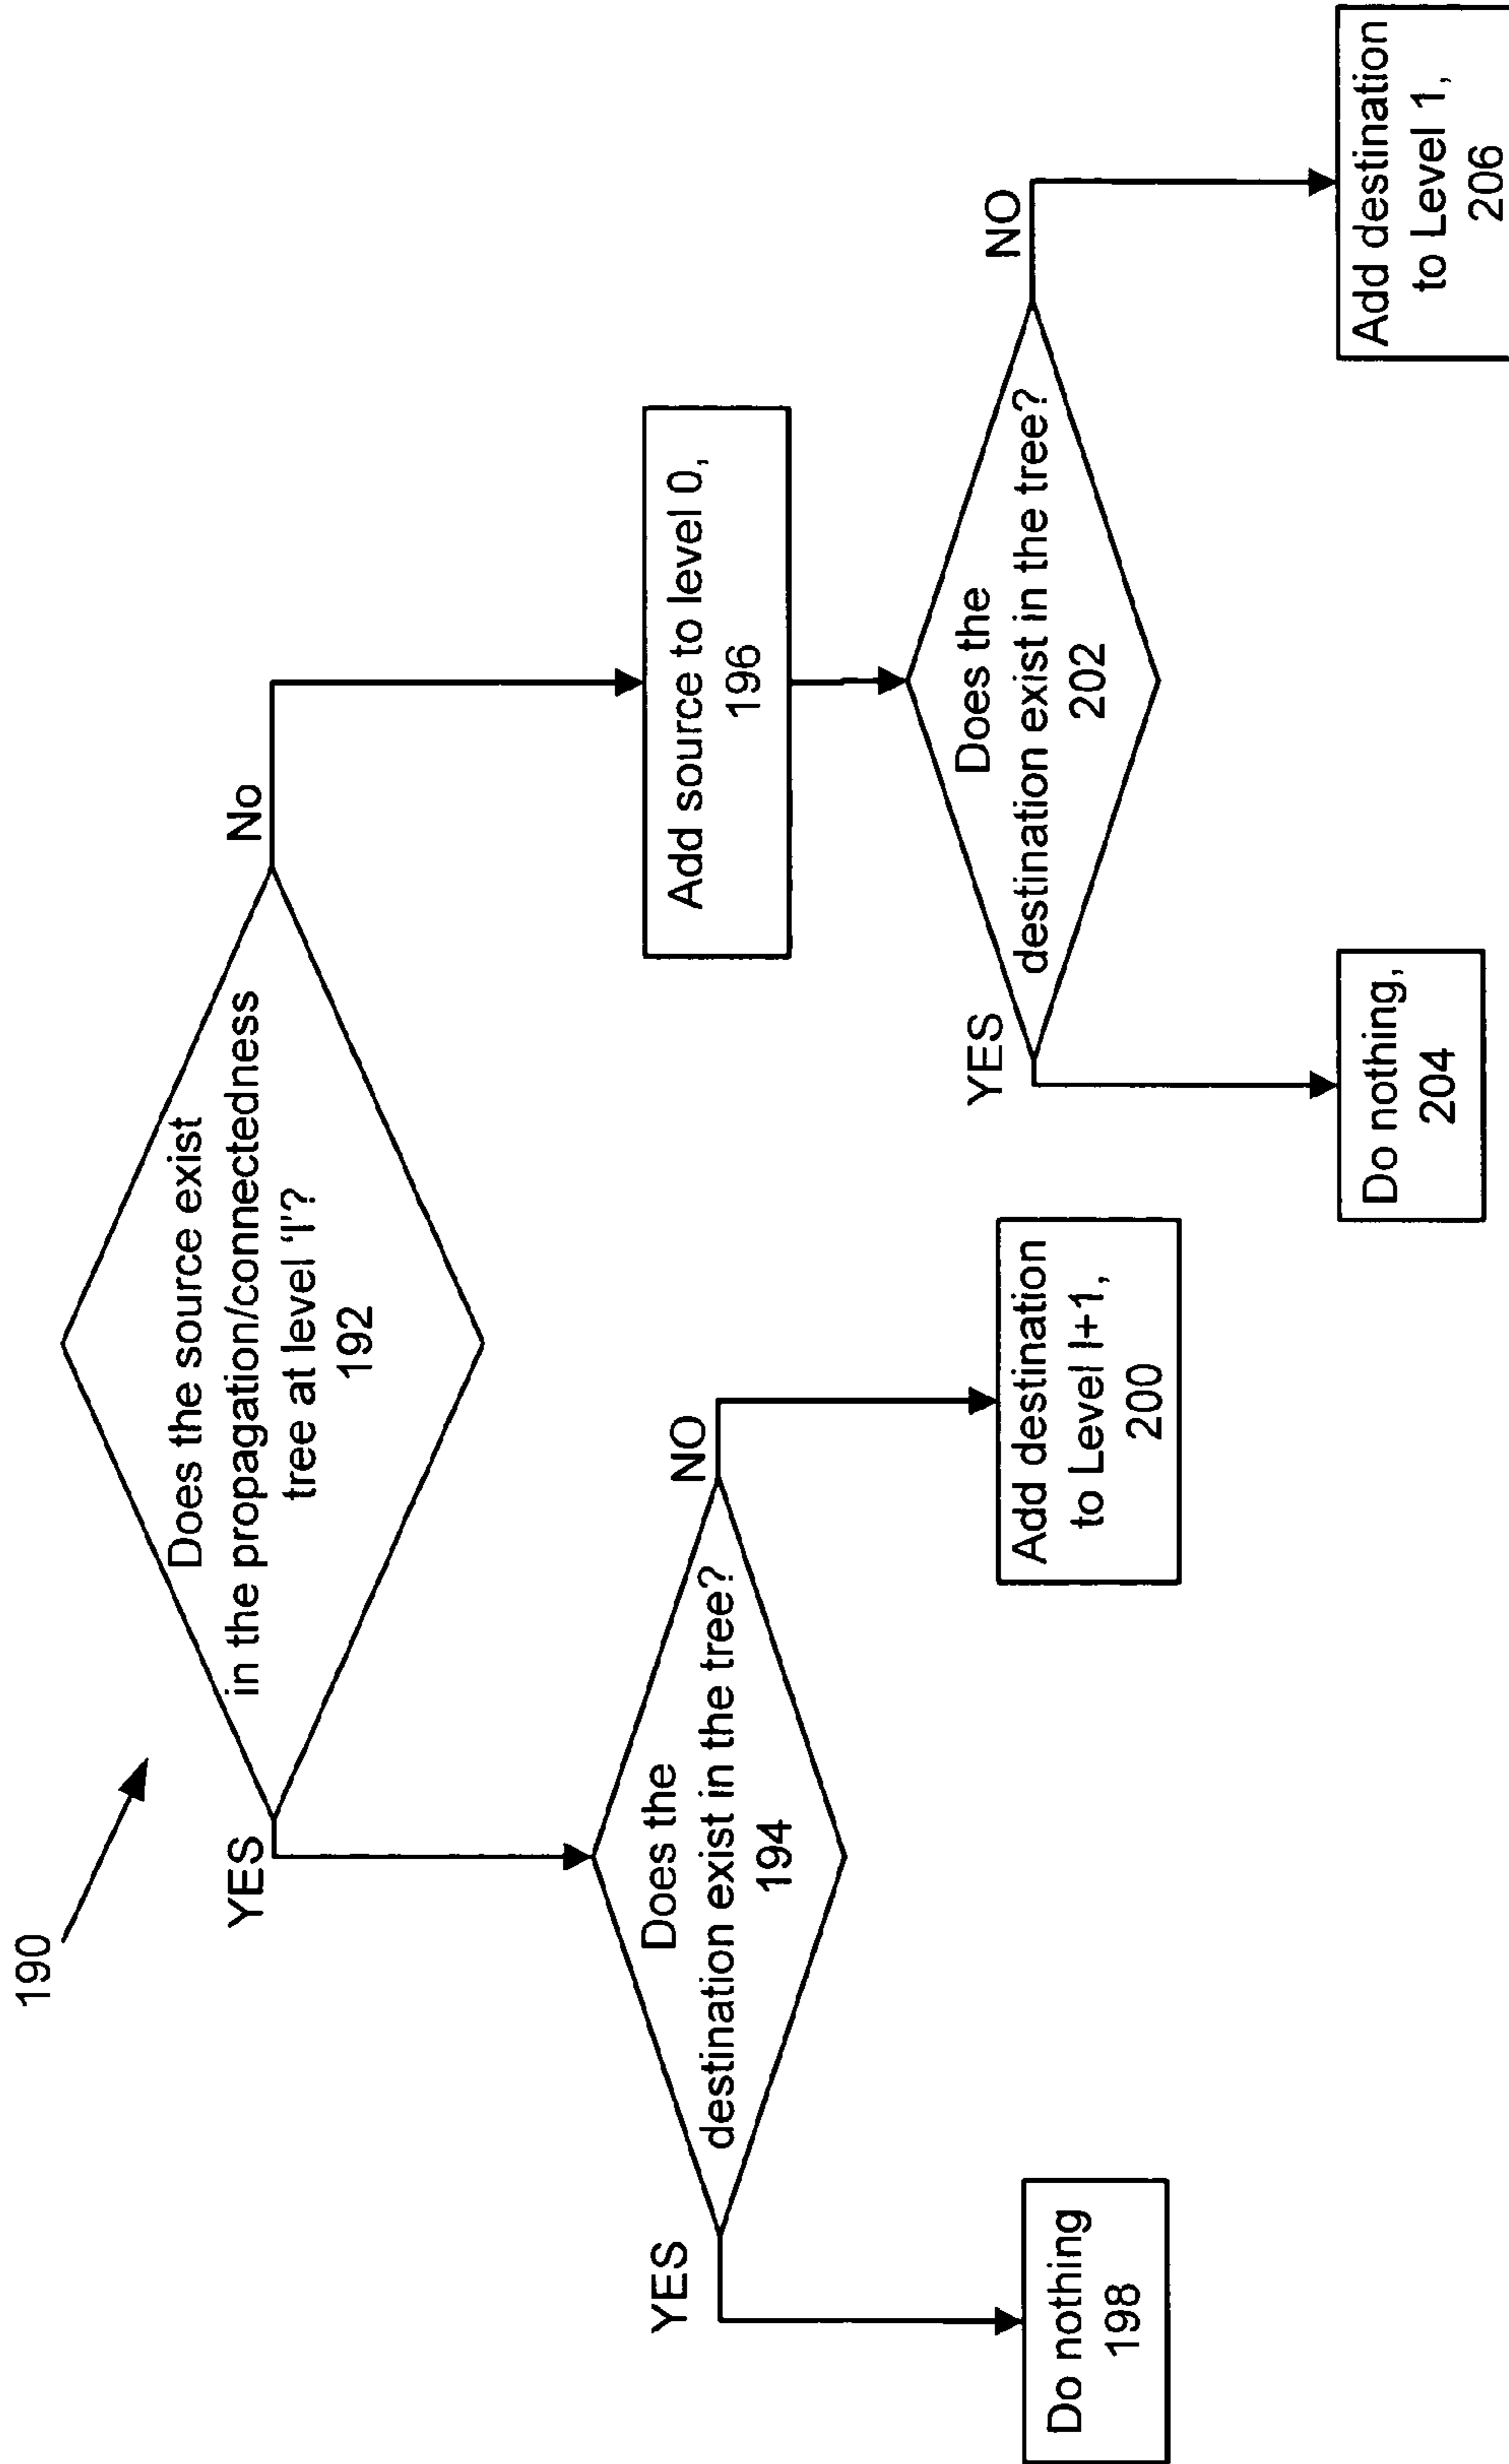 190
Does the source exist
in the propagation/connectedness
tree at level 'l'?
192
YES
No
Does the
destination exist in the tree?
194
Add source to level 0,
196
YES
NO
Do nothing
198
Add destination
to Level l+1,
200
Does the
destination exist in the tree?
202
YES
NO
Do nothing,
204
Add destination
to Level 1,
206